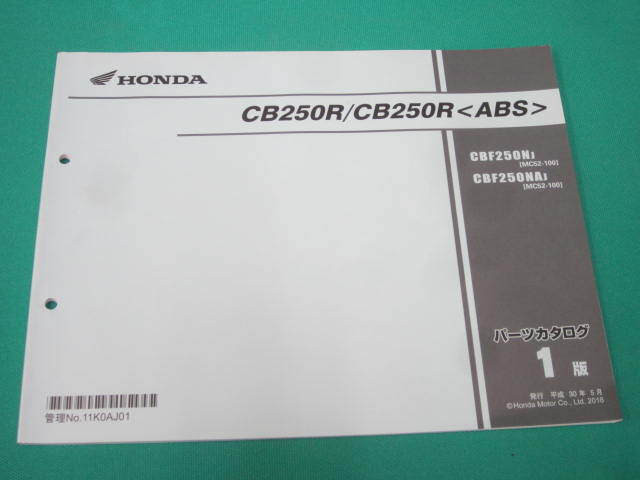 HONDA
CB250R/CB250R<ABS>
CBF250NJ
[MC52-100]
CBF250NAJ
[MC52-100]
パーツカタログ
1 版
発行 平成 30 年 5 月
©Honda Motor Co., Ltd. 2018
管理No.11K0AJ01